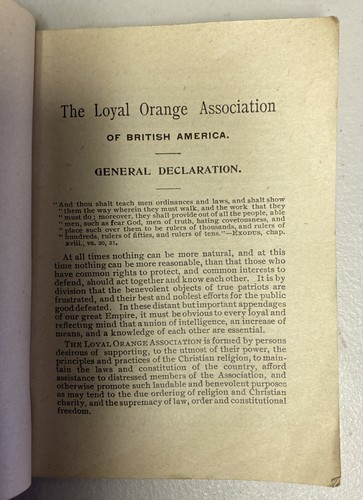 The Loyal Orange Association
OF BRITISH AMERICA.
GENERAL DECLARATION.
"And thou shalt teach men ordinances and laws, and shalt show
"them the way wherein they must walk, and the work that they
"must do; moreover, they shall provide out of all the people, able
"men, such as fear God, men of truth, hating covetousness, and
"place such over them to be rulers of thousands, and rulers of
"hundreds, rulers of fifties, and rulers of tens."—EXODUS, chap.
xviii., vs. 20, 21.
At all times nothing can be more natural, and at this
time nothing can be more reasonable, than that those who
have common rights to protect, and common interests to
defend, should act together and know each other. It is by
division that the benevolent objects of true patriots are
frustrated, and their best and noblest efforts for the public
good defeated. In these distant but important appendages
of our great Empire, it must be obvious to every loyal and
reflecting mind that a union of intelligence, an increase of
means, and a knowledge of each other are essential.
THE LOYAL ORANGE ASSOCIATION is formed by persons
desirous of supporting, to the utmost of their power, the
principles and practices of the Christian religion, to main-
tain the laws and constitution of the country, afford
assistance to distressed members of the Association, and
otherwise promote such laudable and benevolent purposes
as may tend to the due ordering of religion and Christian
charity, and the supremacy of law, order and constitutional
freedom.